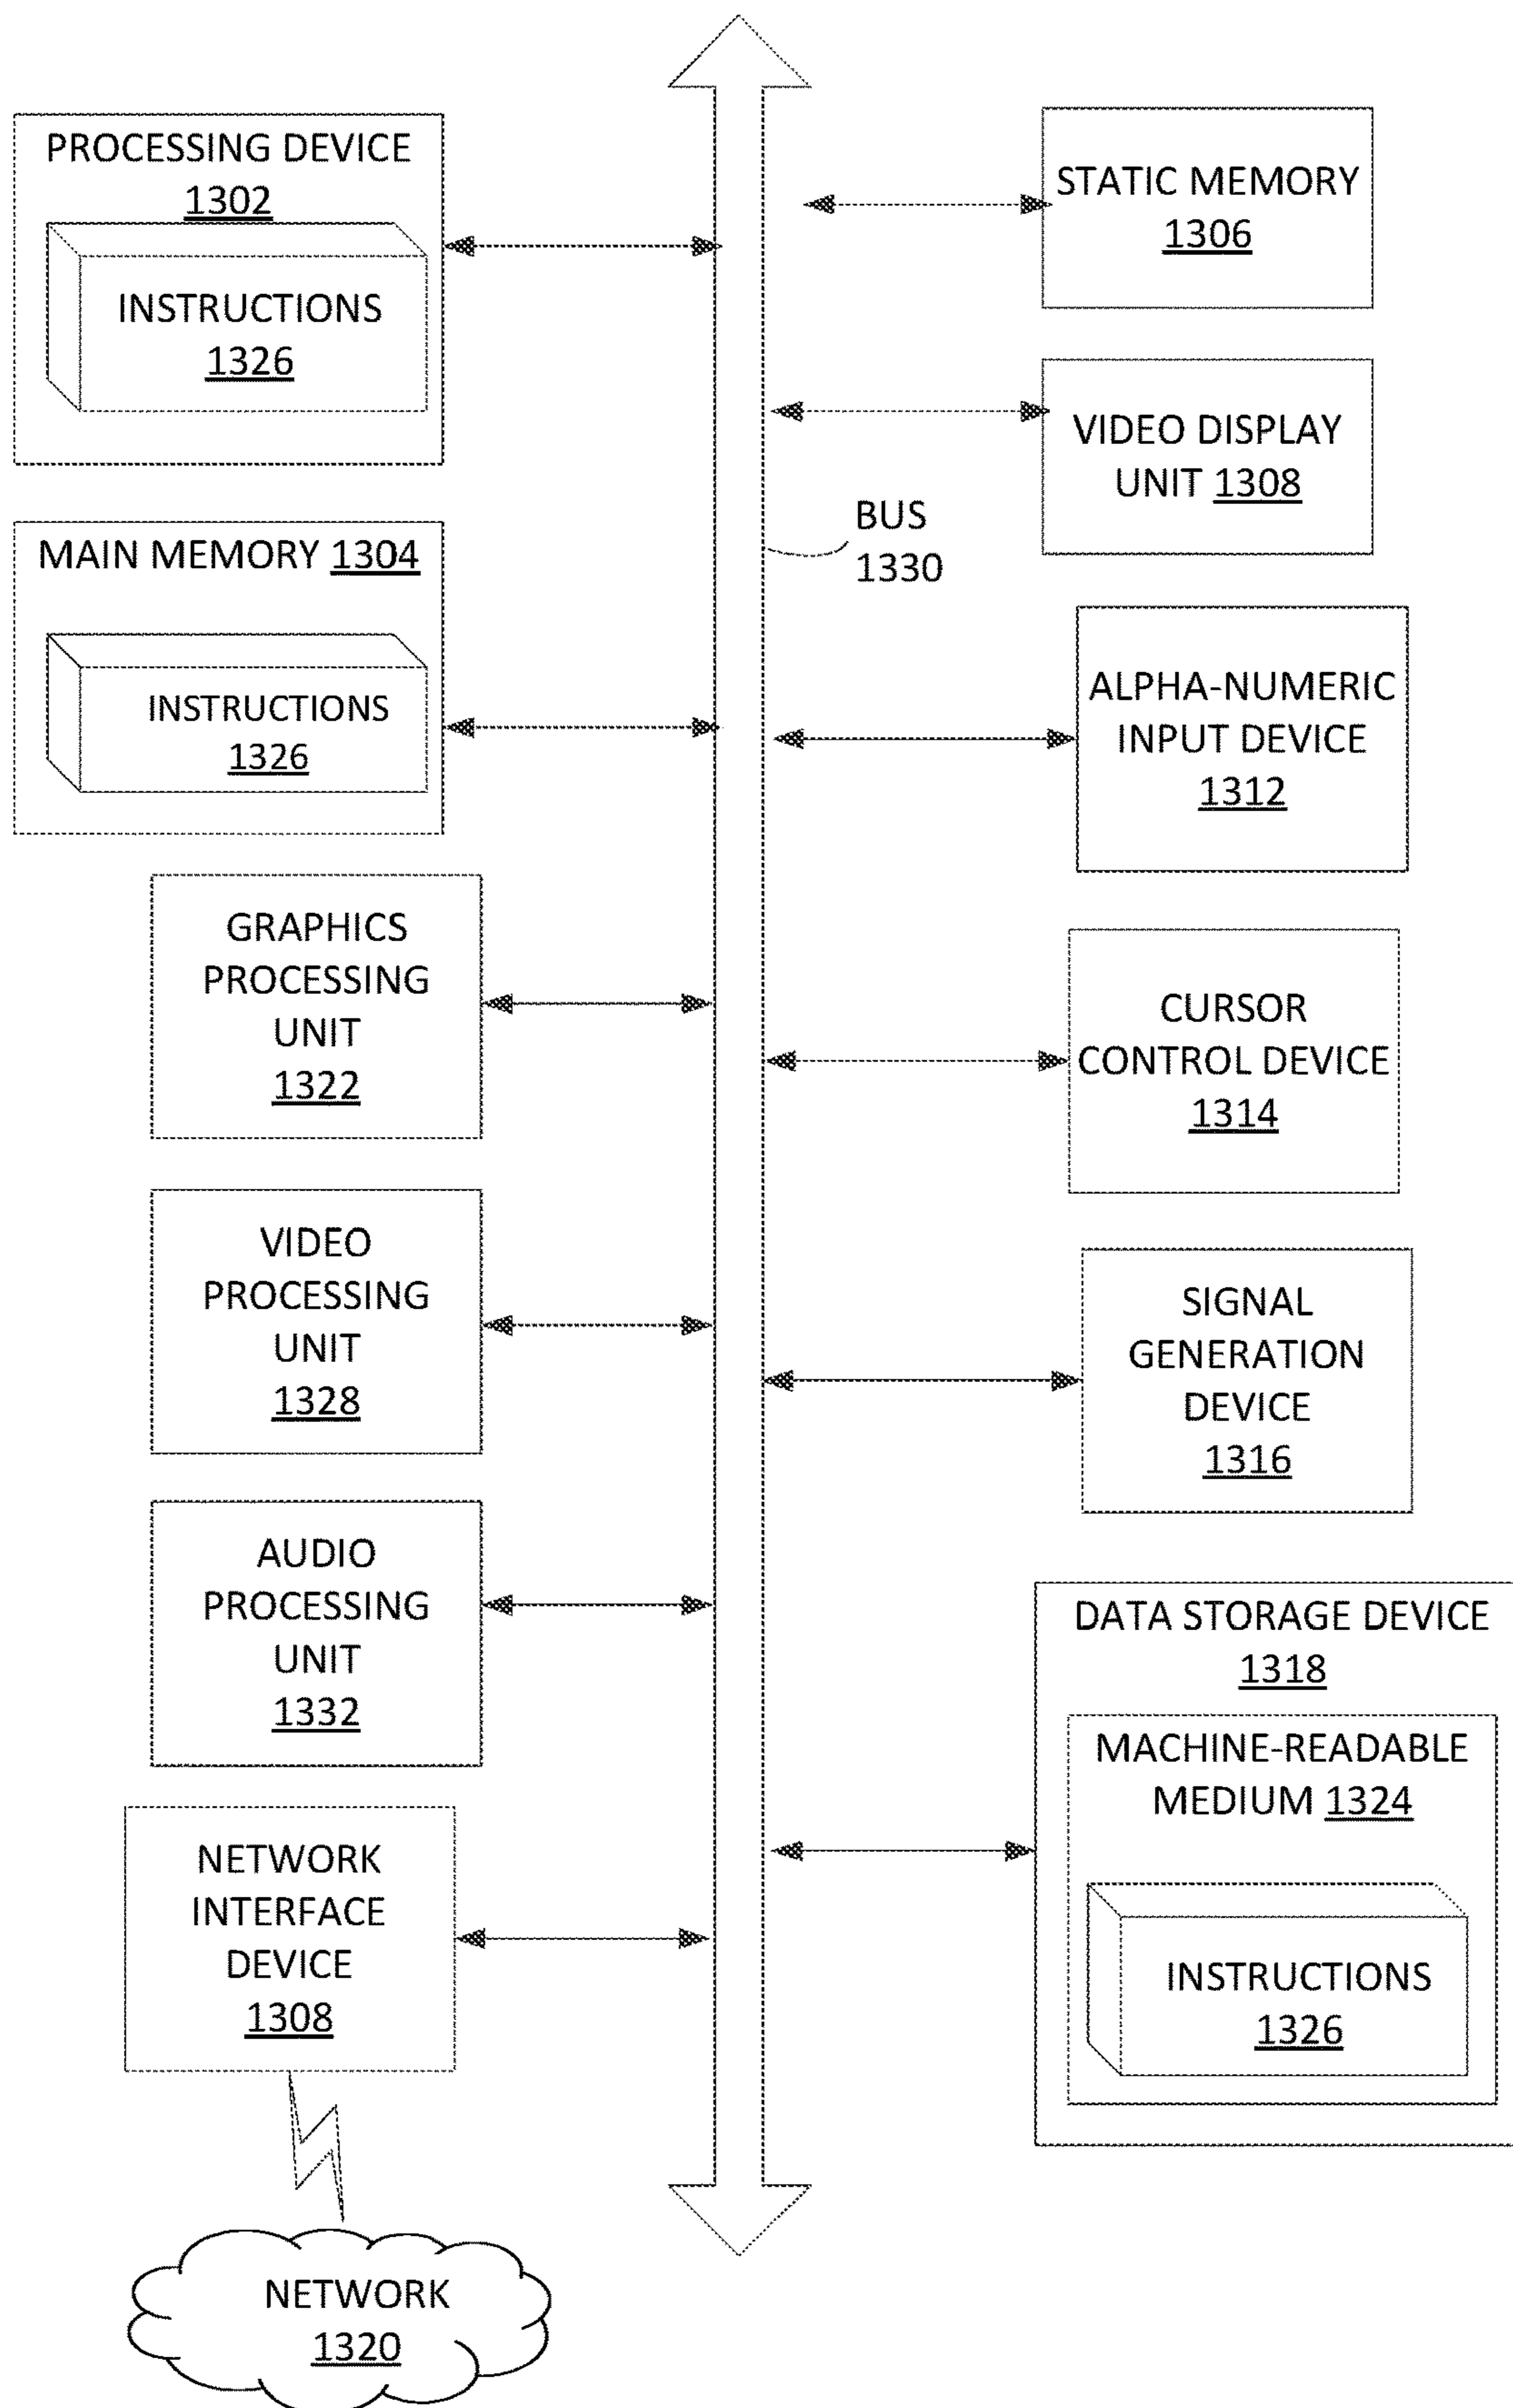 PROCESSING DEVICE
1302
INSTRUCTIONS
1326
MAIN MEMORY 1304
INSTRUCTIONS
1326
GRAPHICS
PROCESSING
UNIT
1322
VIDEO
PROCESSING
UNIT
1328
AUDIO
PROCESSING
UNIT
1332
NETWORK
INTERFACE
DEVICE
1308
NETWORK
1320
BUS
1330
STATIC MEMORY
1306
VIDEO DISPLAY
UNIT 1308
ALPHA-NUMERIC
INPUT DEVICE
1312
CURSOR
CONTROL DEVICE
1314
SIGNAL
GENERATION
DEVICE
1316
DATA STORAGE DEVICE
1318
MACHINE-READABLE
MEDIUM 1324
INSTRUCTIONS
1326